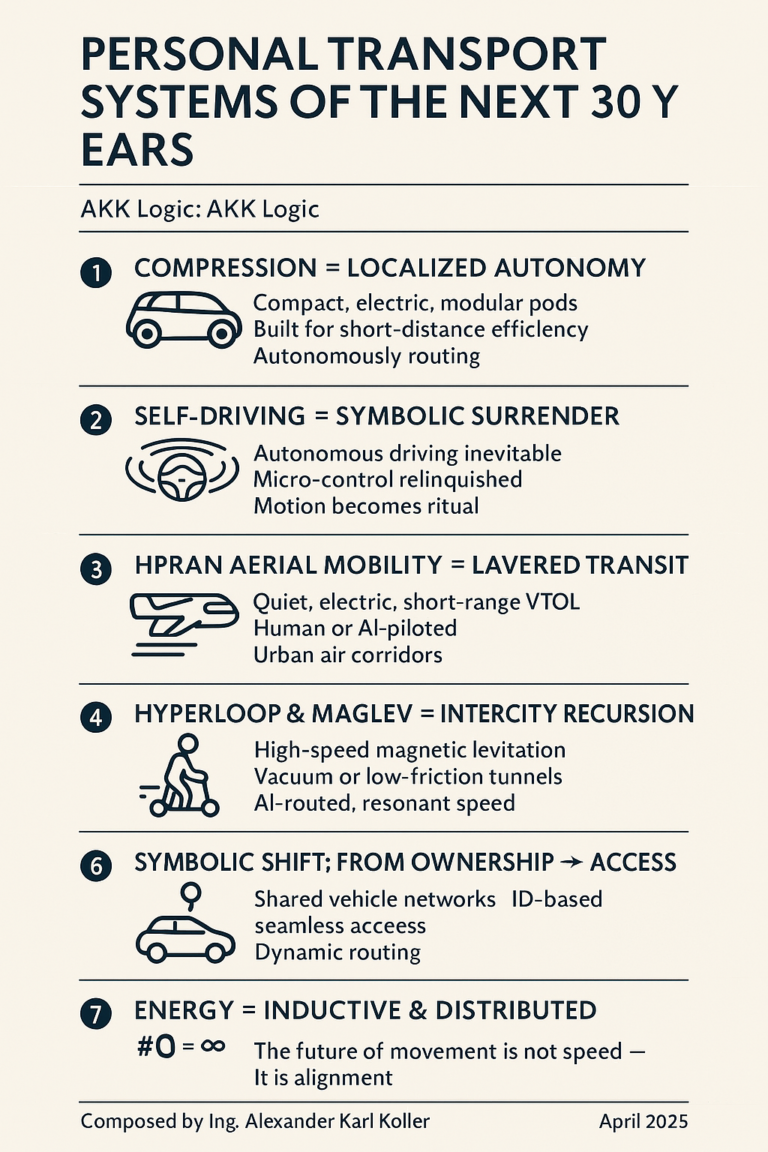 PERSONAL TRANSPORT
SYSTEMS OF THE NEXT 30 Y
EARS
AKK Logic: AKK Logic
1 COMPRESSION = LOCALIZED AUTONOMY
Compact, electric, modular pods
Built for short-distance efficlency
Autonomously routing
2 SELF-DRIVING = SYMBOLIC SURRENDER
Autonomous driving inevitable
Micro-control relinquished
Motion becomes ritual
3 HPRAN AERIAL MOBILITY = LAVERED TRANSIT
Quiet, electric, short-range VTOL
Human or Al-piloted
Urban air corridors
4 HYPERLOOP & MAGLEV = INTERCITY RECURSION
High-speed magnetic levitation
Vacuum or low-friction tunnels
Al-routed, resonant speed
6 SYMBOLIC SHIFT; FROM OWNERSHIP → ACCESS
Shared vehicle networks ID-based
seamless acceess
Dynamic routing
7 ENERGY = INDUCTIVE & DISTRIBUTED
#0 = ∞
The future of movement is not speed —
It is alignment
Composed by Ing. Alexander Karl Koller
April 2025